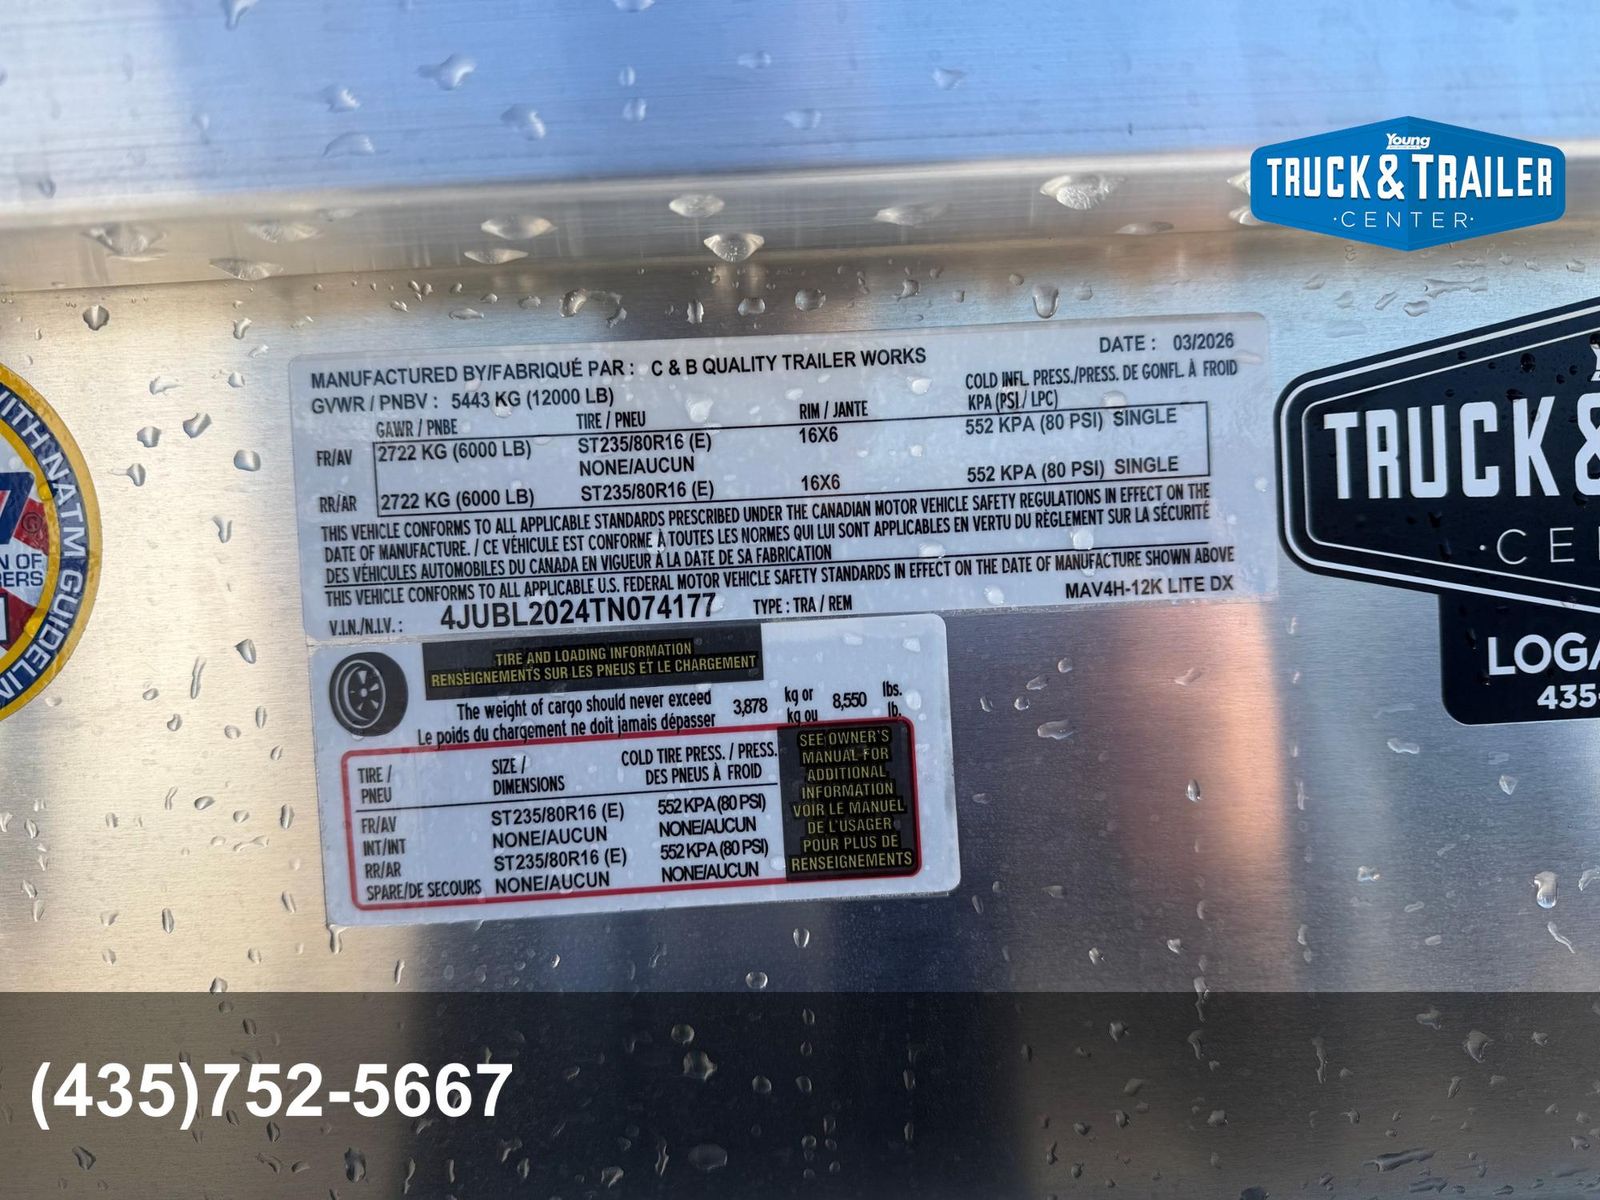 Young
TRUCK & TRAILER
·CENTER·
MANUFACTURED BY/FABRIQUÉ PAR : C & B QUALITY TRAILER WORKS
DATE : 03/2026
GVWR / PNBV : 5443 KG (12000 LB)
COLD INFL. PRESS./PRESS. DE GONFL. À FROID
GAWR / PNBE TIRE / PNEU RIM / JANTE KPA (PSI / LPC)
FR/AV 2722 KG (6000 LB) ST235/80R16 (E) 16X6 552 KPA (80 PSI) SINGLE
NONE/AUCUN
RR/AR 2722 KG (6000 LB) ST235/80R16 (E) 16X6 552 KPA (80 PSI) SINGLE
THIS VEHICLE CONFORMS TO ALL APPLICABLE STANDARDS PRESCRIBED UNDER THE CANADIAN MOTOR VEHICLE SAFETY REGULATIONS IN EFFECT ON THE
DATE OF MANUFACTURE. / CE VÉHICULE EST CONFORME À TOUTES LES NORMES QUI LUI SONT APPLICABLES EN VERTU DU RÈGLEMENT SUR LA SÉCURITÉ
DES VÉHICULES AUTOMOBILES DU CANADA EN VIGUEUR À LA DATE DE SA FABRICATION
THIS VEHICLE CONFORMS TO ALL APPLICABLE U.S. FEDERAL MOTOR VEHICLE SAFETY STANDARDS IN EFFECT ON THE DATE OF MANUFACTURE SHOWN ABOVE
V.I.N./N.I.V. : 4JUBL2024TN074177 TYPE : TRA / REM MAV4H-12K LITE DX
TIRE AND LOADING INFORMATION
RENSEIGNEMENTS SUR LES PNEUS ET LE CHARGEMENT
The weight of cargo should never exceed 3,878 kg or 8,550 lbs.
Le poids du chargement ne doit jamais dépasser kg ou lb.
TIRE / PNEU
SIZE / DIMENSIONS
COLD TIRE PRESS. / PRESS. DES PNEUS À FROID
FR/AV ST235/80R16 (E) 552 KPA (80 PSI)
INT/INT NONE/AUCUN NONE/AUCUN
RR/AR ST235/80R16 (E) 552 KPA (80 PSI)
SPARE/DE SECOURS NONE/AUCUN NONE/AUCUN
SEE OWNER'S
MANUAL FOR
ADDITIONAL
INFORMATION
VOIR LE MANUEL
DE L'USAGER
POUR PLUS DE
RENSEIGNEMENTS
WITH NATM GUIDELIN
ON OF
RERS
TRUCK &
·CE
LOGA
435-
(435)752-5667